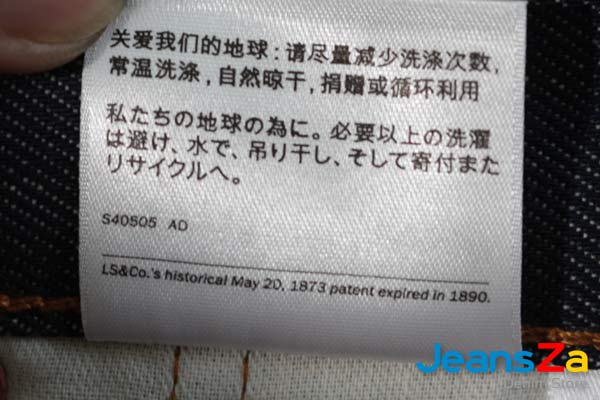 关爱我们的地球：请尽量减少洗涤次数，
常温洗涤，自然晾干，捐赠或循环利用
私たちの地球の為に。必要以上の洗濯
は避け、水で、吊り干し、そして寄付また
リサイクルへ。
S40505 AD
LS&Co.'s historical May 20, 1873 patent expired in 1890.
JeansZa
Denim Store